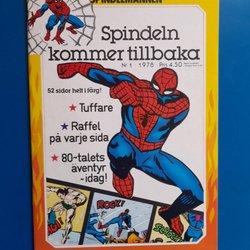 SPINDELMANNEN
Spindeln
kommer tillbaka
Nr 1 1978 Pris 4.50
52 sidor helt i färg!
★ Tuffare
★ Raffel
på varje sida
★ 80-talets
äventyr
-idag!